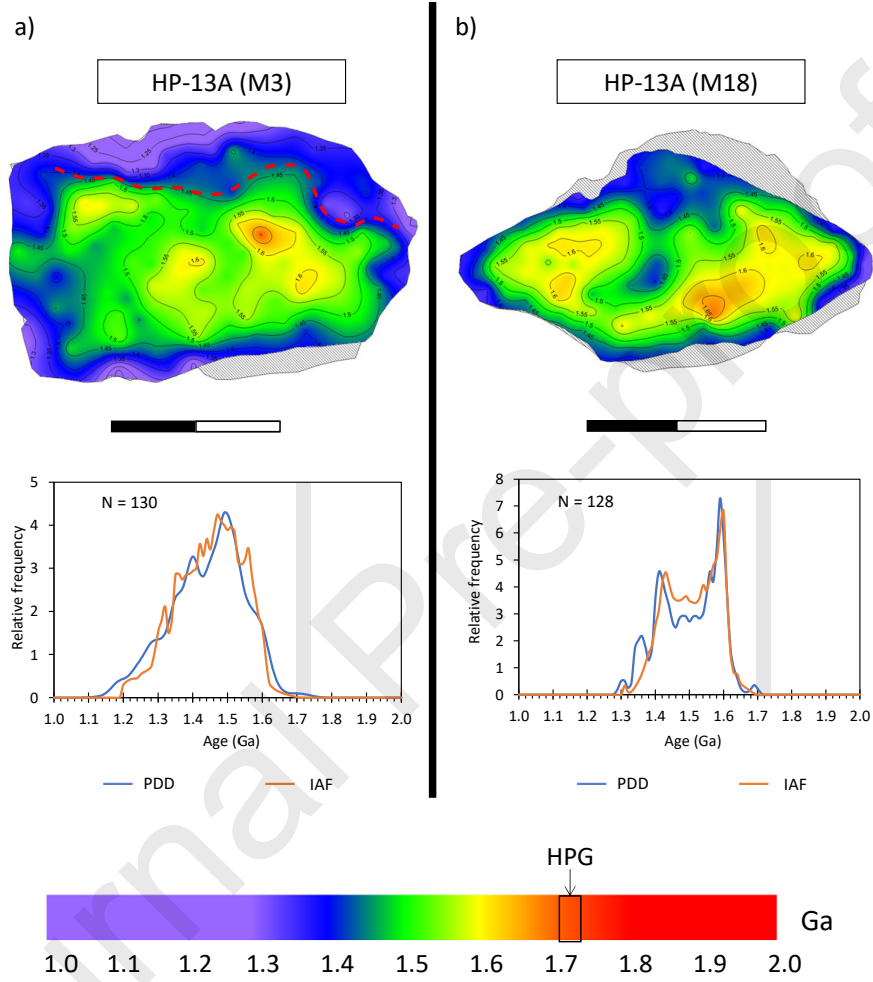 a)
HP-13A (M3)
b)
HP-13A (M18)
Relative frequency
5
4
3
2
1
0
N = 130
1.0 1.1 1.2 1.3 1.4 1.5 1.6 1.7 1.8 1.9 2.0
Age (Ga)
PDD IAF
Relative frequency
8
7
6
5
4
3
2
1
0
N = 128
1.0 1.1 1.2 1.3 1.4 1.5 1.6 1.7 1.8 1.9 2.0
Age (Ga)
PDD IAF
HPG
Ga
1.0 1.1 1.2 1.3 1.4 1.5 1.6 1.7 1.8 1.9 2.0
urnal Pre-proof